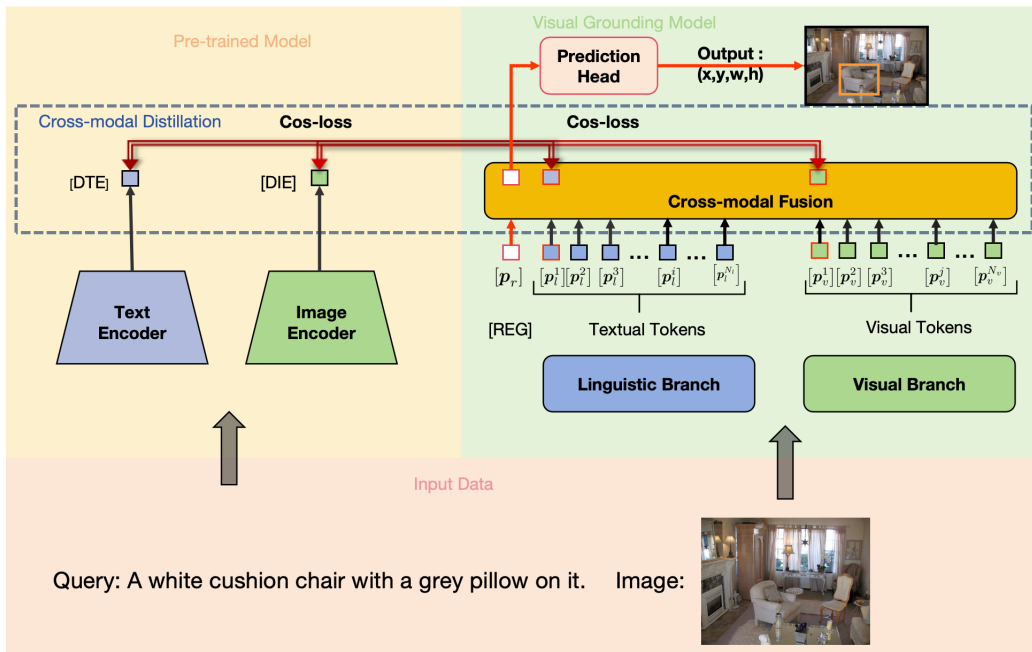 Pre-trained Model
Visual Grounding Model
Prediction
Head
Output :
(x,y,w,h)
Cross-modal Distillation
Cos-loss
Cos-loss
[DTE]
[DIE]
Cross-modal Fusion
[p_r]
[p_l^1][p_l^2] [p_l^3] ... [p_l^i] ... [p_l^{N_l}]
[p_v^1][p_v^2] [p_v^3] ... [p_v^j] ... [p_v^{N_v}]
Text
Encoder
Image
Encoder
[REG]
Textual Tokens
Visual Tokens
Linguistic Branch
Visual Branch
Input Data
Query: A white cushion chair with a grey pillow on it.
Image: